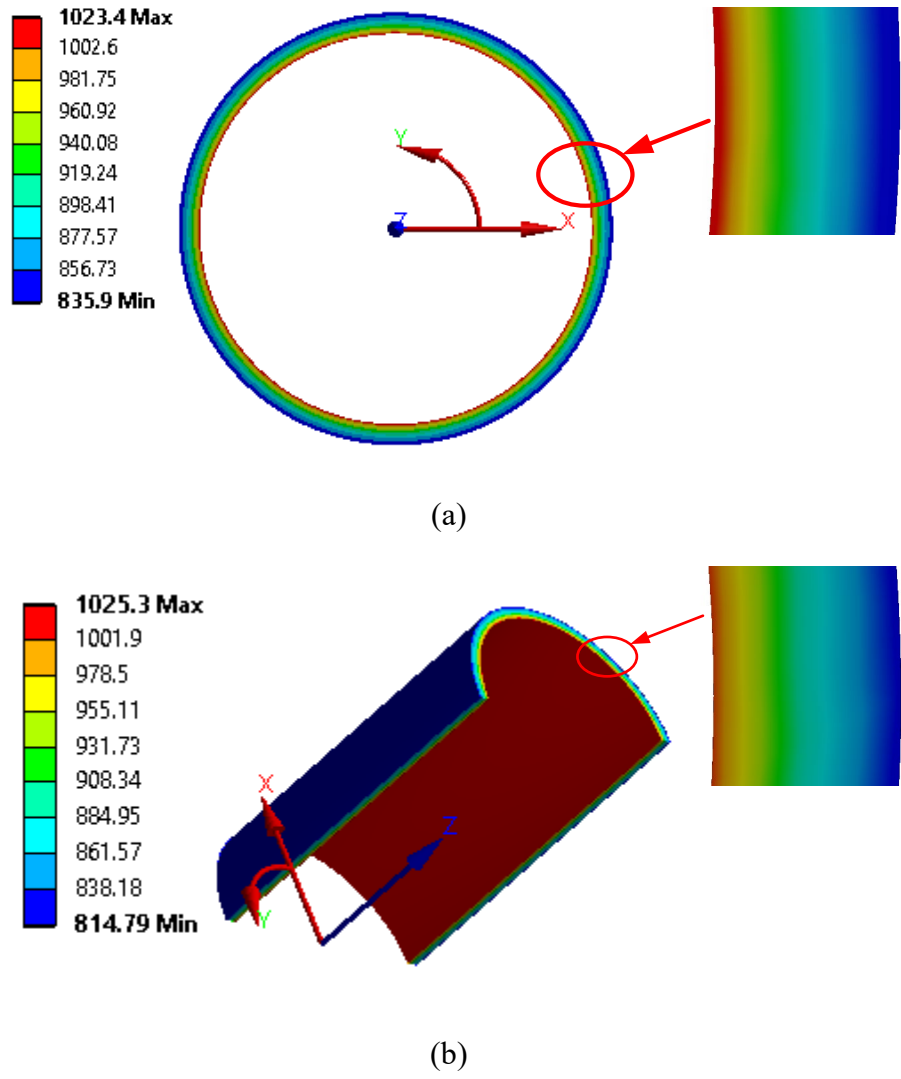 1023.4 Max
1002.6
981.75
960.92
940.08
919.24
898.41
877.57
856.73
835.9 Min
Y
Z
X
(a)
1025.3 Max
1001.9
978.5
955.11
931.73
908.34
884.95
861.57
838.18
814.79 Min
X
Z
Y
(b)